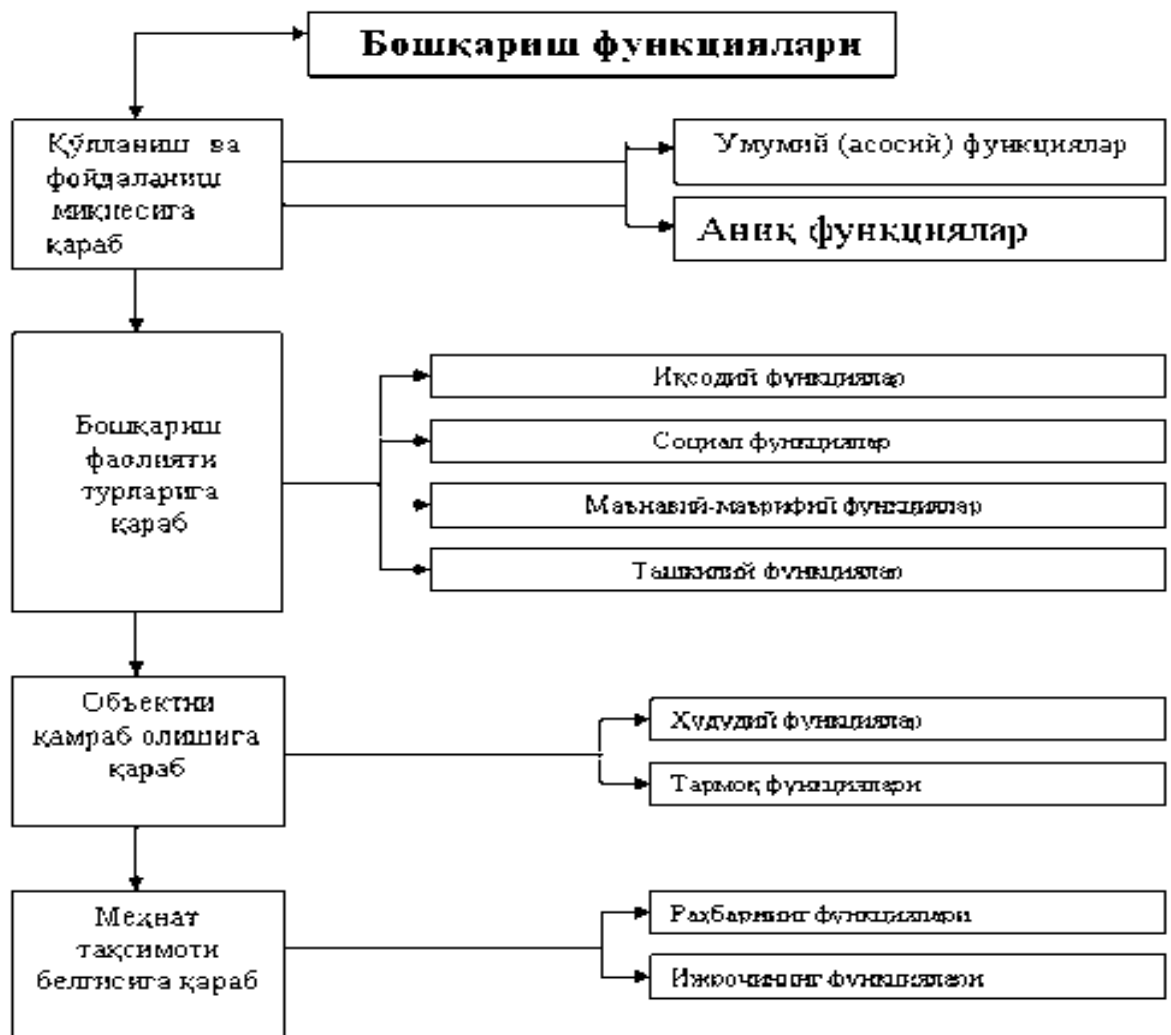 Бошқариш функциялари
Қўлланиш ва
фойдаланиш
миқиесига
қараб
Умумий (асосий) функциялар
Аниқ функциялар
Бошқариш
фаолияти
турларига
қараб
Иқсодий функциялар
Социал функциялар
Маънавий-маърифий функциялар
Ташкилий функциялар
Объектни
қамраб олишига
қараб
Ҳудудий функциялар
Тармоқ функциялари
Меҳнат
тақсимоти
белгисига қараб
Раҳбарнинг функциялари
Ижрочининг функциялари